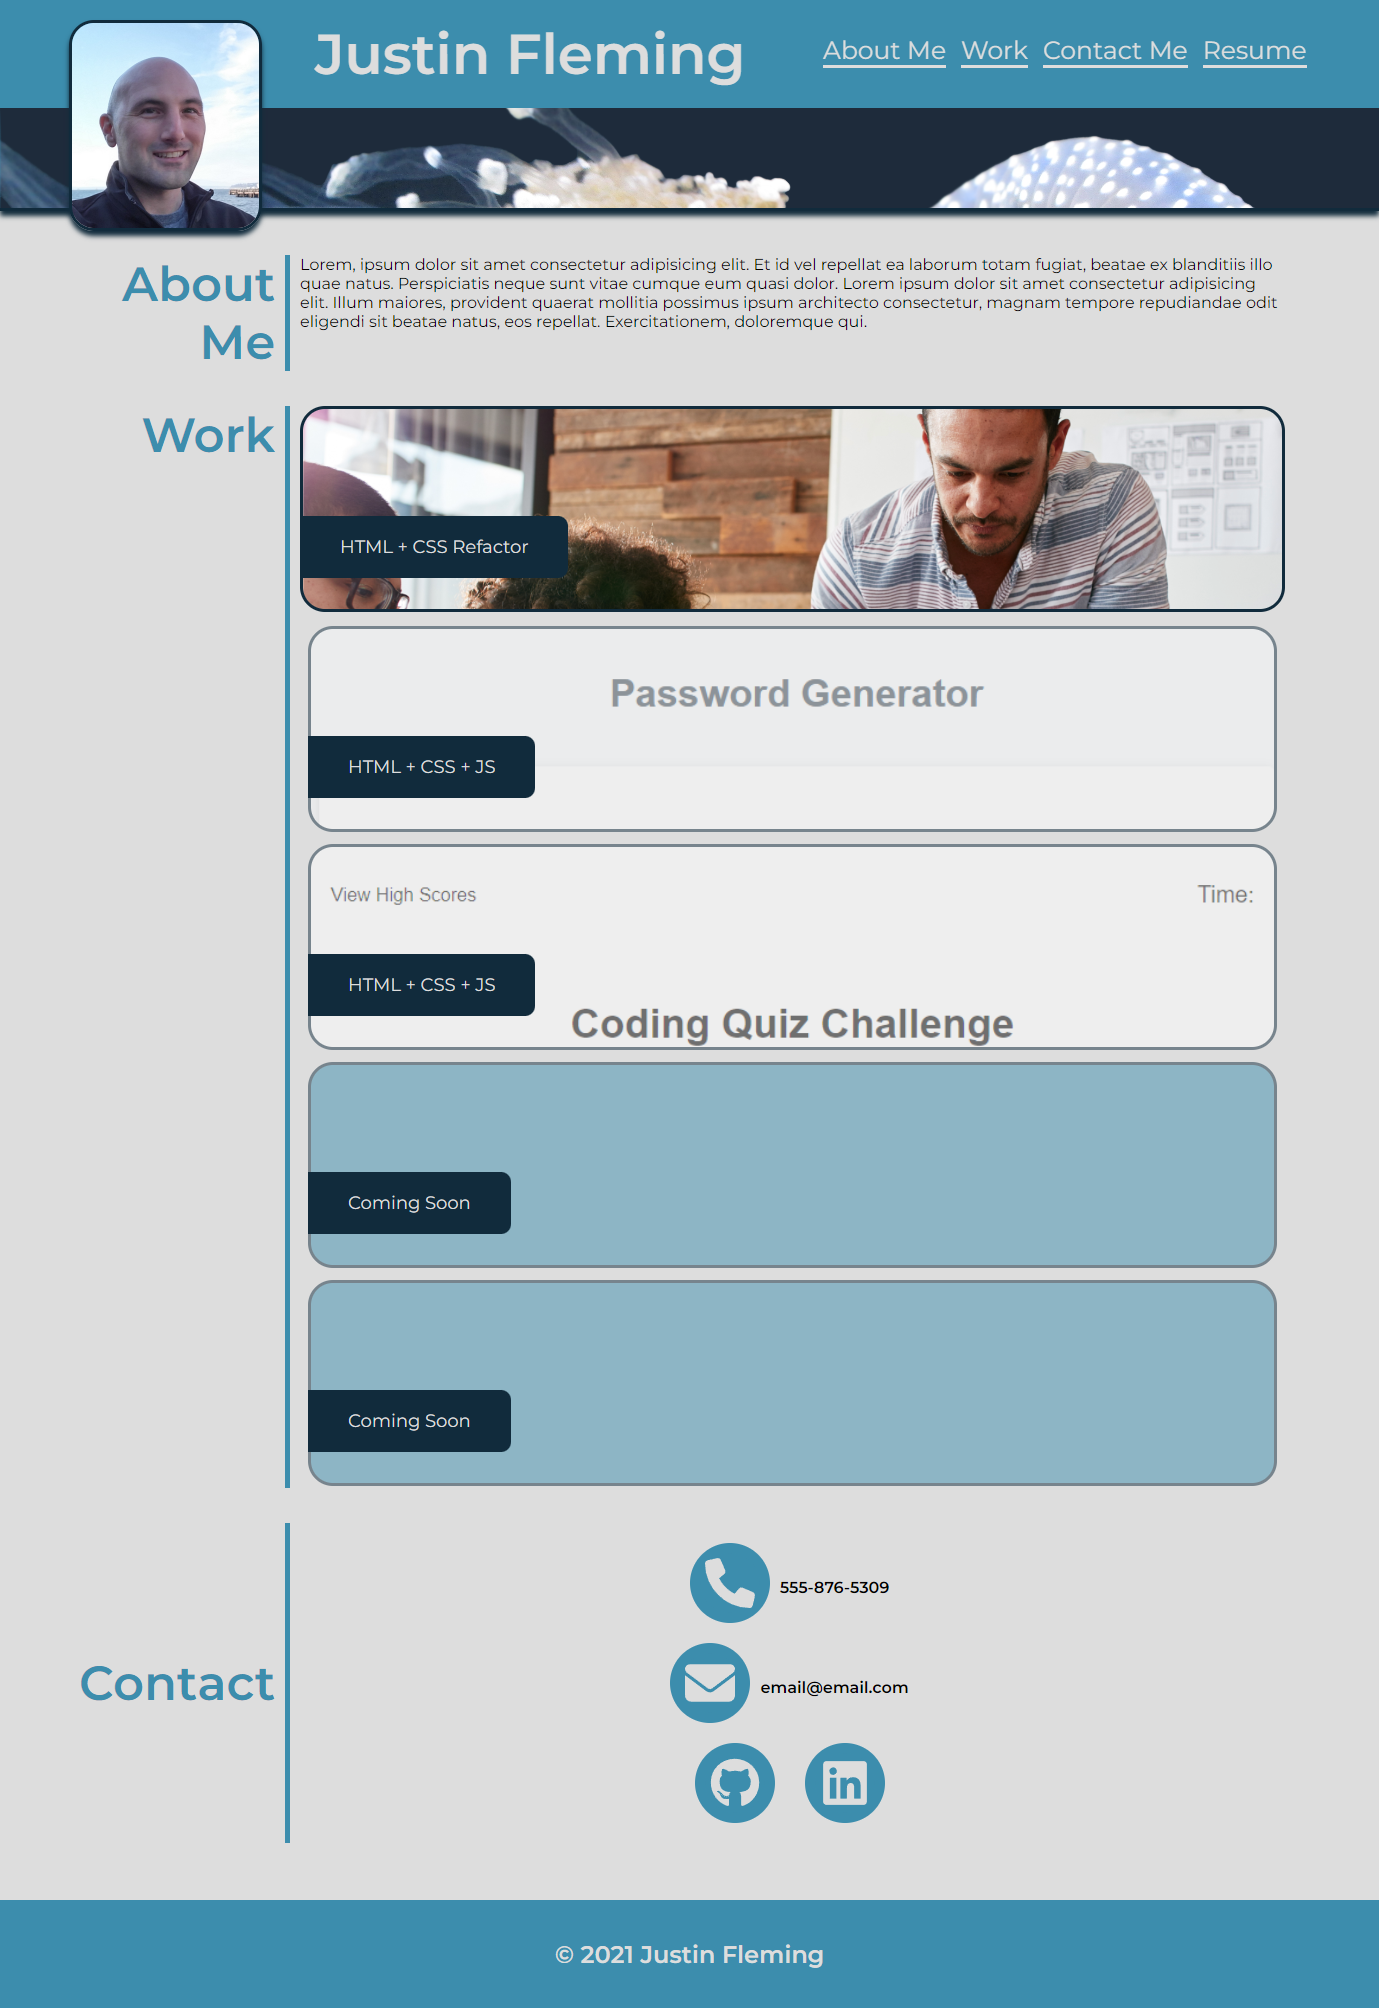 Justin Fleming
About Me Work Contact Me Resume
About
Me
Lorem, ipsum dolor sit amet consectetur adipisicing elit. Et id vel repellat ea laborum totam fugiat, beatae ex blanditiis illo
quae natus. Perspiciatis neque sunt vitae cumque eum quasi dolor. Lorem ipsum dolor sit amet consectetur adipisicing
elit. Illum maiores, provident quaerat mollitia possimus ipsum architecto consectetur, magnam tempore repudiandae odit
eligendi sit beatae natus, eos repellat. Exercitationem, doloremque qui.
Work
HTML + CSS Refactor
Password Generator
HTML + CSS + JS
View High Scores
Time:
HTML + CSS + JS
Coding Quiz Challenge
Coming Soon
Coming Soon
Contact
555-876-5309
email@email.com
in
© 2021 Justin Fleming